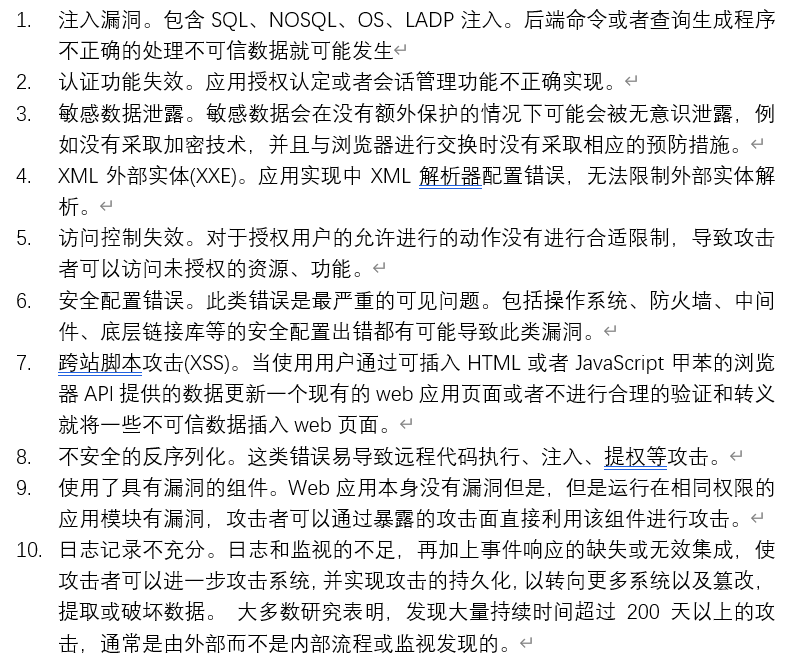 1. 注入漏洞。包含 SQL、NOSQL、OS、LADP 注入。后端命令或者查询生成程序
不正确的处理不可信数据就可能发生↵
2. 认证功能失效。应用授权认定或者会话管理功能不正确实现。↵
3. 敏感数据泄露。敏感数据会在没有额外保护的情况下可能会被无意识泄露，例
如没有采取加密技术，并且与浏览器进行交换时没有采取相应的预防措施。↵
4. XML 外部实体(XXE)。应用实现中 XML 解析器配置错误，无法限制外部实体解
析。↵
5. 访问控制失效。对于授权用户的允许进行的动作没有进行合适限制，导致攻击
者可以访问未授权的资源、功能。↵
6. 安全配置错误。此类错误是最严重的可见问题。包括操作系统、防火墙、中间
件、底层链接库等的安全配置出错都有可能导致此类漏洞。↵
7. 跨站脚本攻击(XSS)。当使用用户通过可插入 HTML 或者 JavaScript 甲苯的浏览
器 API 提供的数据更新一个现有的 web 应用页面或者不进行合理的验证和转义
就将一些不可信数据插入 web 页面。↵
8. 不安全的反序列化。这类错误易导致远程代码执行、注入、提权等攻击。↵
9. 使用了具有漏洞的组件。Web 应用本身没有漏洞但是，但是运行在相同权限的
应用模块有漏洞，攻击者可以通过暴露的攻击面直接利用该组件进行攻击。↵
10. 日志记录不充分。日志和监视的不足，再加上事件响应的缺失或无效集成，使
攻击者可以进一步攻击系统, 并实现攻击的持久化, 以转向更多系统以及篡改，
提取或破坏数据。 大多数研究表明，发现大量持续时间超过 200 天以上的攻
击，通常是由外部而不是内部流程或监视发现的。↵